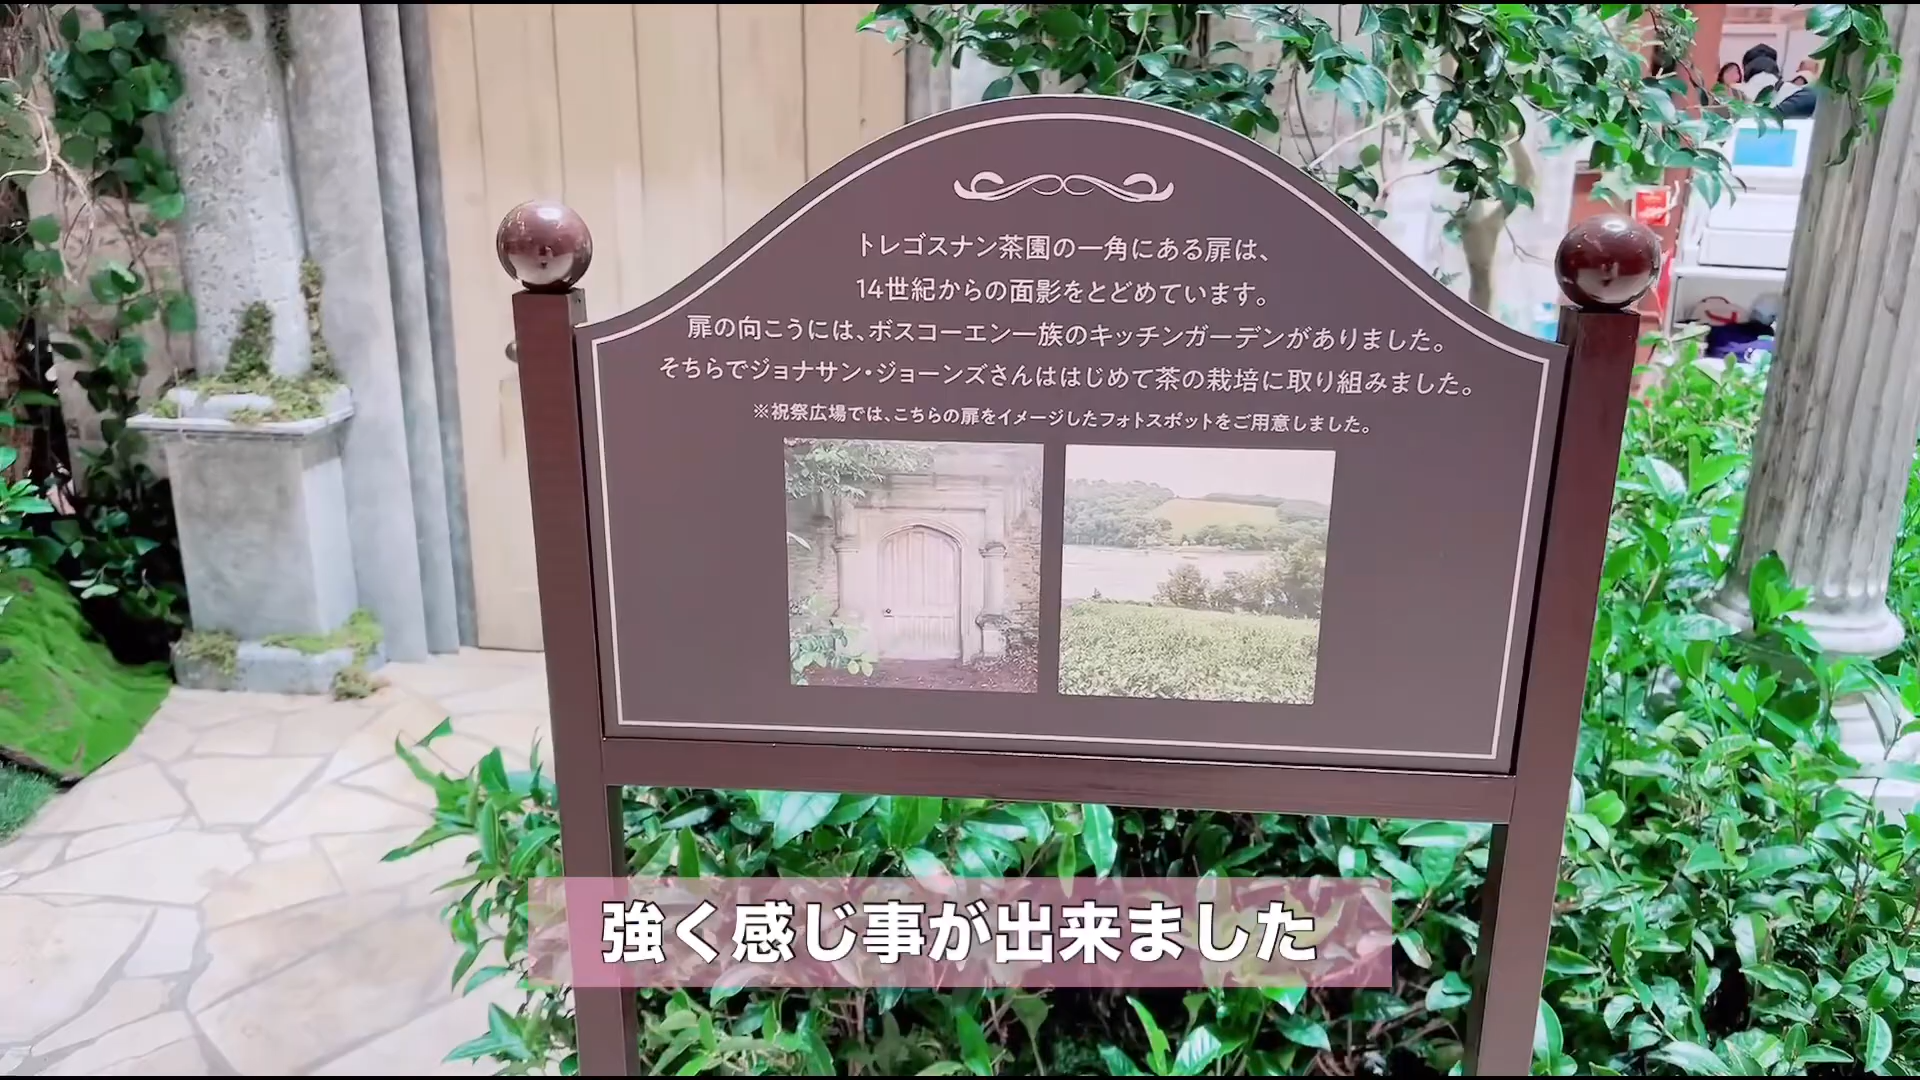 トレゴスナン茶園の一角にある扉は、
14世紀からの面影をとどめています。
扉の向こうには、ボスコーエン一族のキッチンガーデンがありました。
そちらでジョナサン・ジョーンズさんははじめて茶の栽培に取り組みました。
※祝祭広場では、こちらの扉をイメージしたフォトスポットをご用意しました。
強く感じ事が出来ました